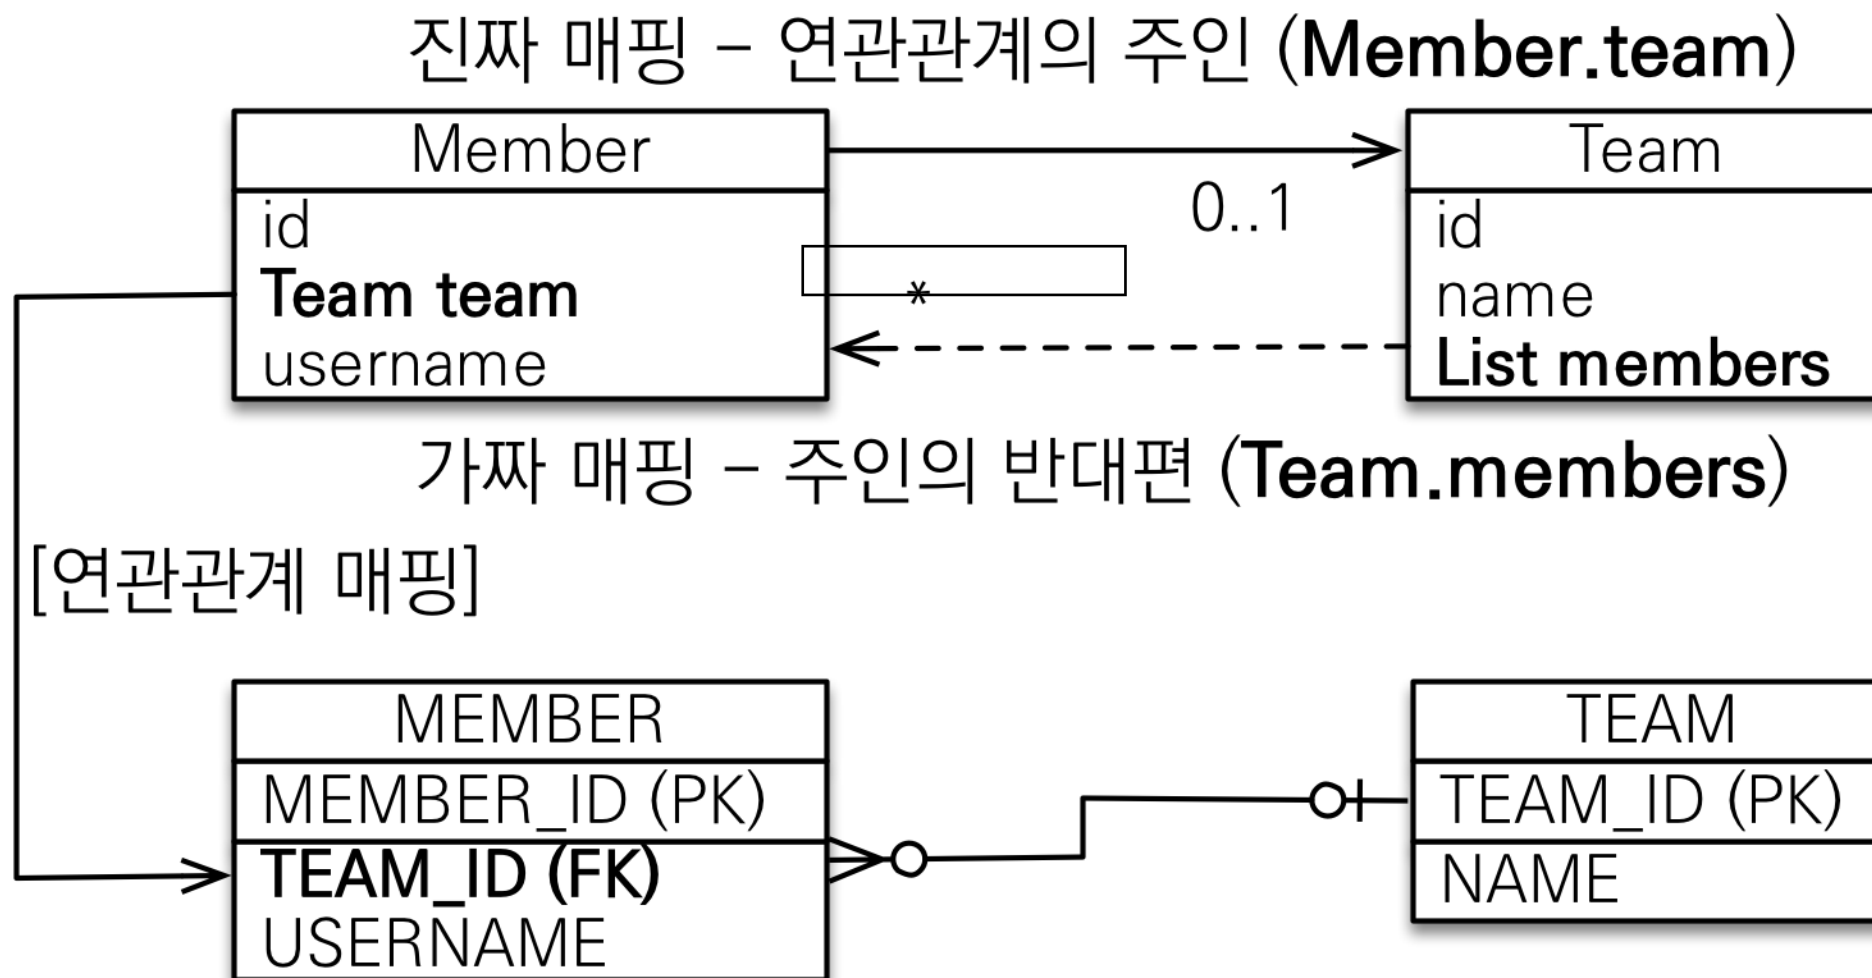 진짜 매핑 - 연관관계의 주인 (Member.team)
Member
id
Team team
username
0..1
*
Team
id
name
List members
가짜 매핑 - 주인의 반대편 (Team.members)
[연관관계 매핑]
MEMBER
MEMBER_ID (PK)
TEAM_ID (FK)
USERNAME
TEAM
TEAM_ID (PK)
NAME